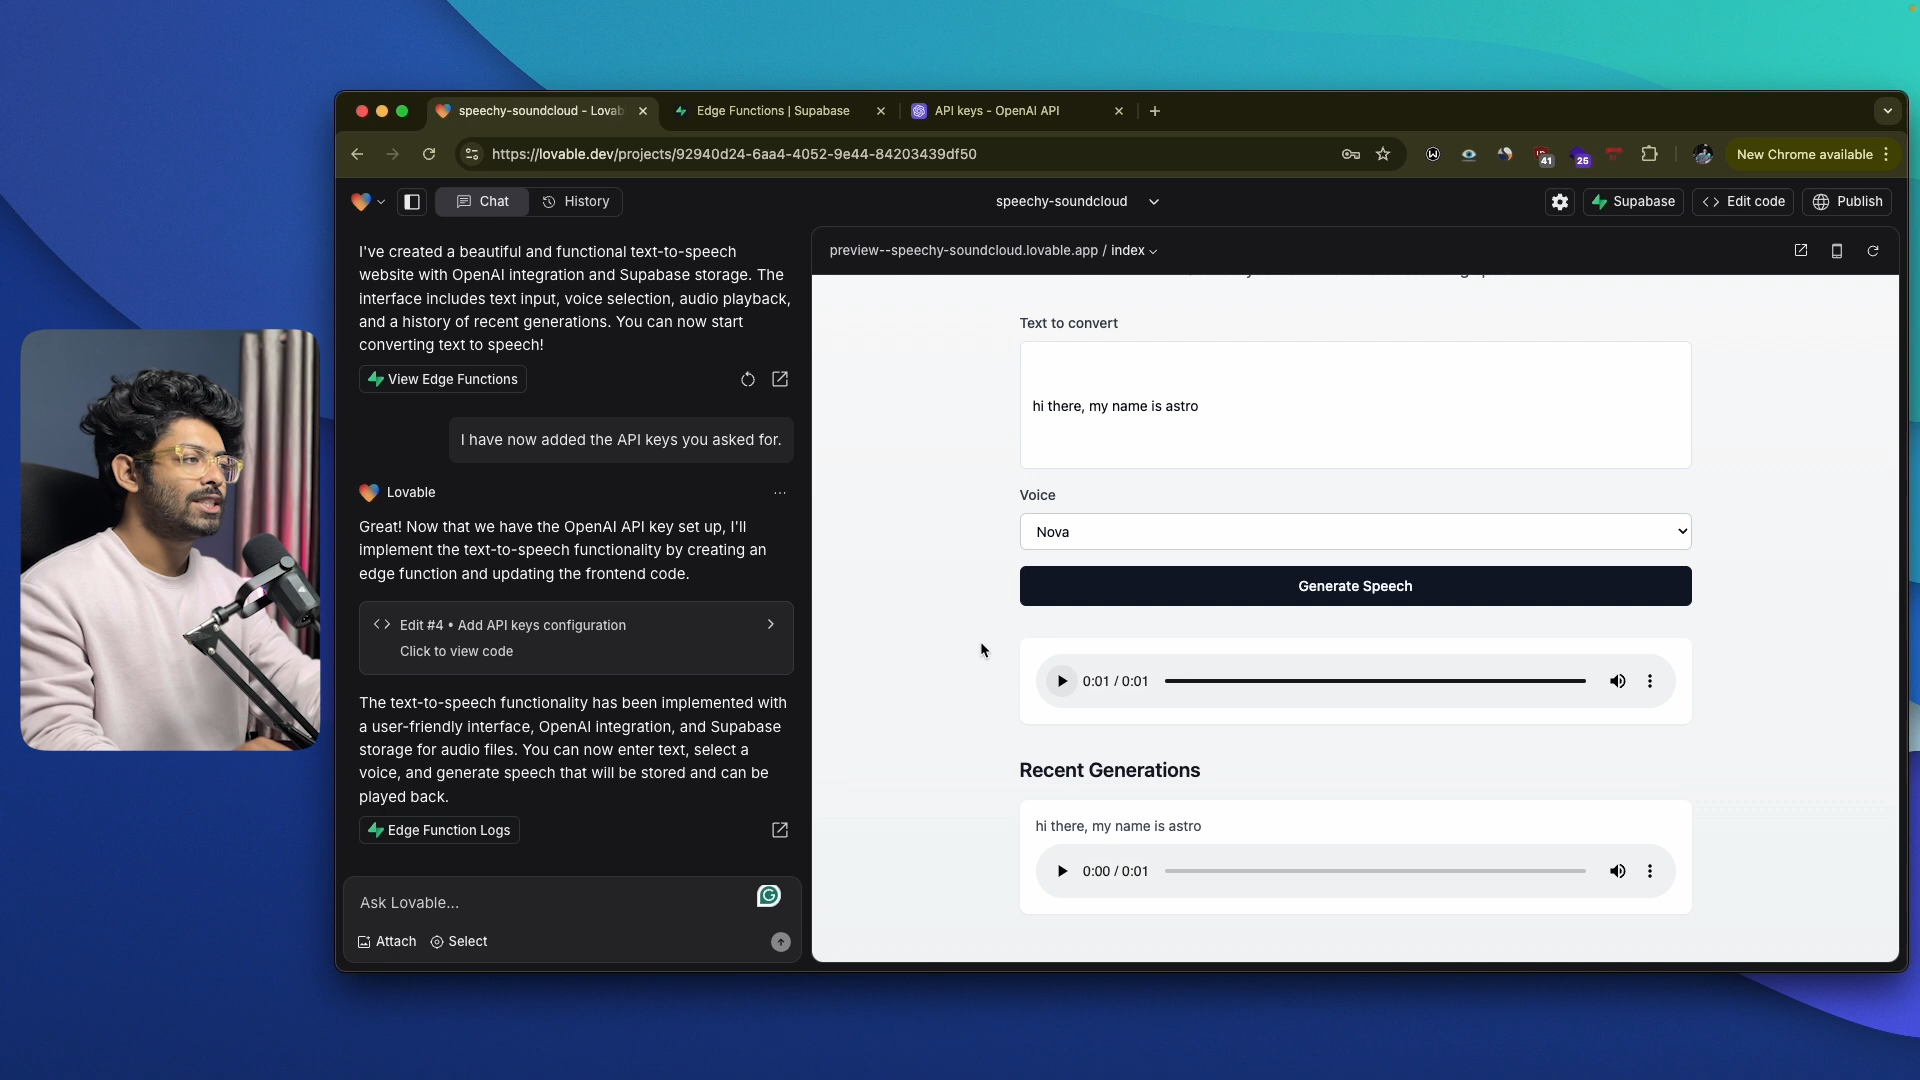 speechy-soundcloud - Lovab
Edge Functions | Supabase
API keys - OpenAI API
https://lovable.dev/projects/92940d24-6aa4-4052-9e44-84203439df50
41
25
New Chrome available
Chat
History
speechy-soundcloud
Supabase
Edit code
Publish
I've created a beautiful and functional text-to-speech
website with OpenAI integration and Supabase storage. The
interface includes text input, voice selection, audio playback,
and a history of recent generations. You can now start
converting text to speech!
View Edge Functions
I have now added the API keys you asked for.
Lovable
Great! Now that we have the OpenAI API key set up, I'll
implement the text-to-speech functionality by creating an
edge function and updating the frontend code.
Edit #4 • Add API keys configuration
Click to view code
The text-to-speech functionality has been implemented with
a user-friendly interface, OpenAI integration, and Supabase
storage for audio files. You can now enter text, select a
voice, and generate speech that will be stored and can be
played back.
Edge Function Logs
Ask Lovable...
Attach
Select
preview--speechy-soundcloud.lovable.app / index
Text to convert
hi there, my name is astro
Voice
Nova
Generate Speech
0:01 / 0:01
Recent Generations
hi there, my name is astro
0:00 / 0:01